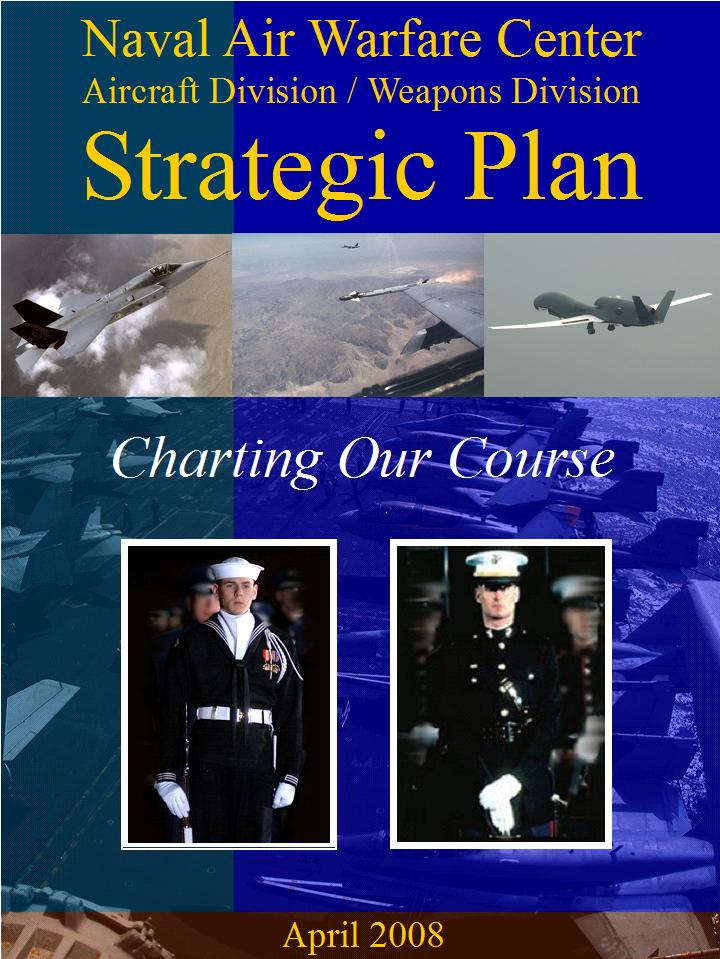 Naval Air Warfare Center
Aircraft Division / Weapons Division
Strategic Plan
Charting Our Course
April 2008